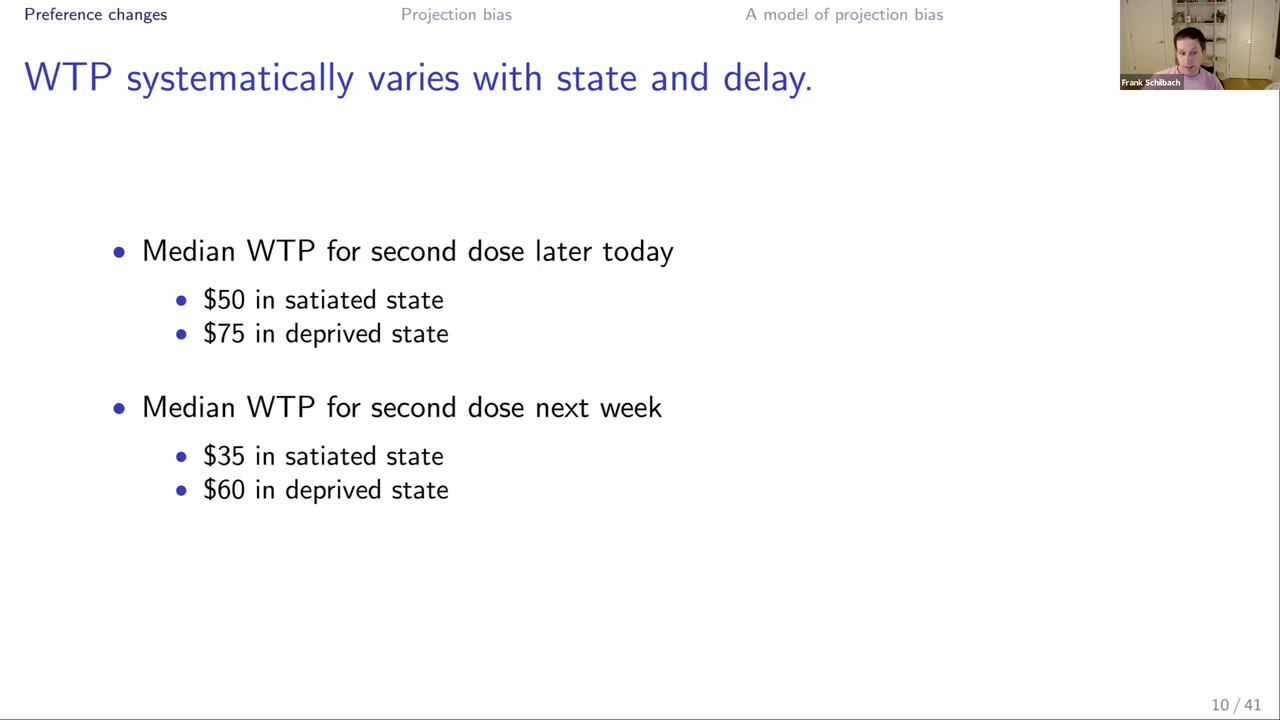 Preference changes Projection bias A model of projection bias
Frank Schilbach
WTP systematically varies with state and delay.
• Median WTP for second dose later today
• $50 in satiated state
• $75 in deprived state
• Median WTP for second dose next week
• $35 in satiated state
• $60 in deprived state
10 / 41